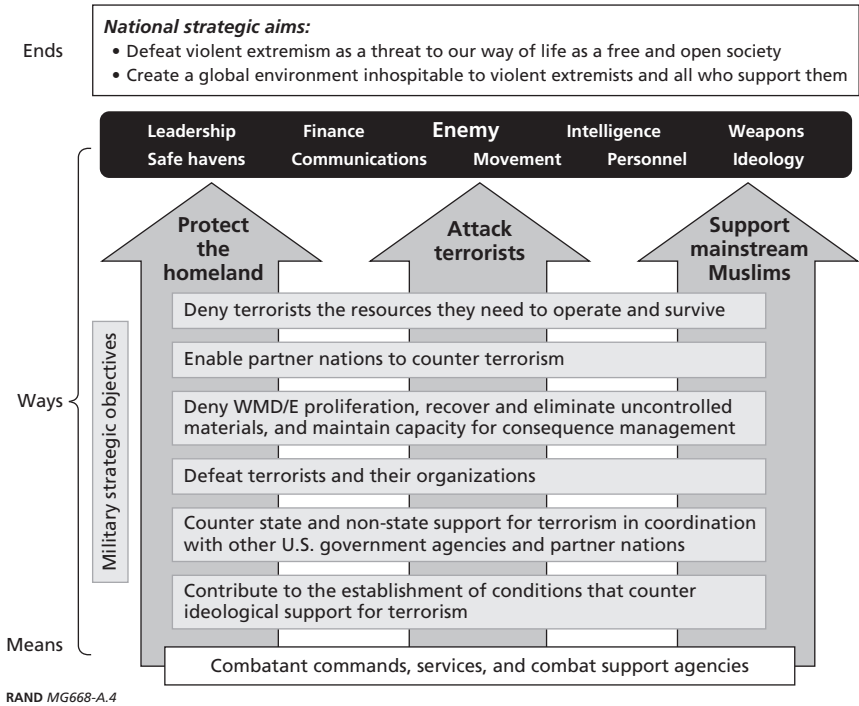 Ends
National strategic aims:
• Defeat violent extremism as a threat to our way of life as a free and open society
• Create a global environment inhospitable to violent extremists and all who support them
Leadership Finance Enemy Intelligence Weapons
Safe havens Communications Movement Personnel Ideology
Protect
the
homeland
Attack
terrorists
Support
mainstream
Muslims
Ways
Military strategic objectives
Deny terrorists the resources they need to operate and survive
Enable partner nations to counter terrorism
Deny WMD/E proliferation, recover and eliminate uncontrolled
materials, and maintain capacity for consequence management
Defeat terrorists and their organizations
Counter state and non-state support for terrorism in coordination
with other U.S. government agencies and partner nations
Contribute to the establishment of conditions that counter
ideological support for terrorism
Means
Combatant commands, services, and combat support agencies
RAND MG668-A.4